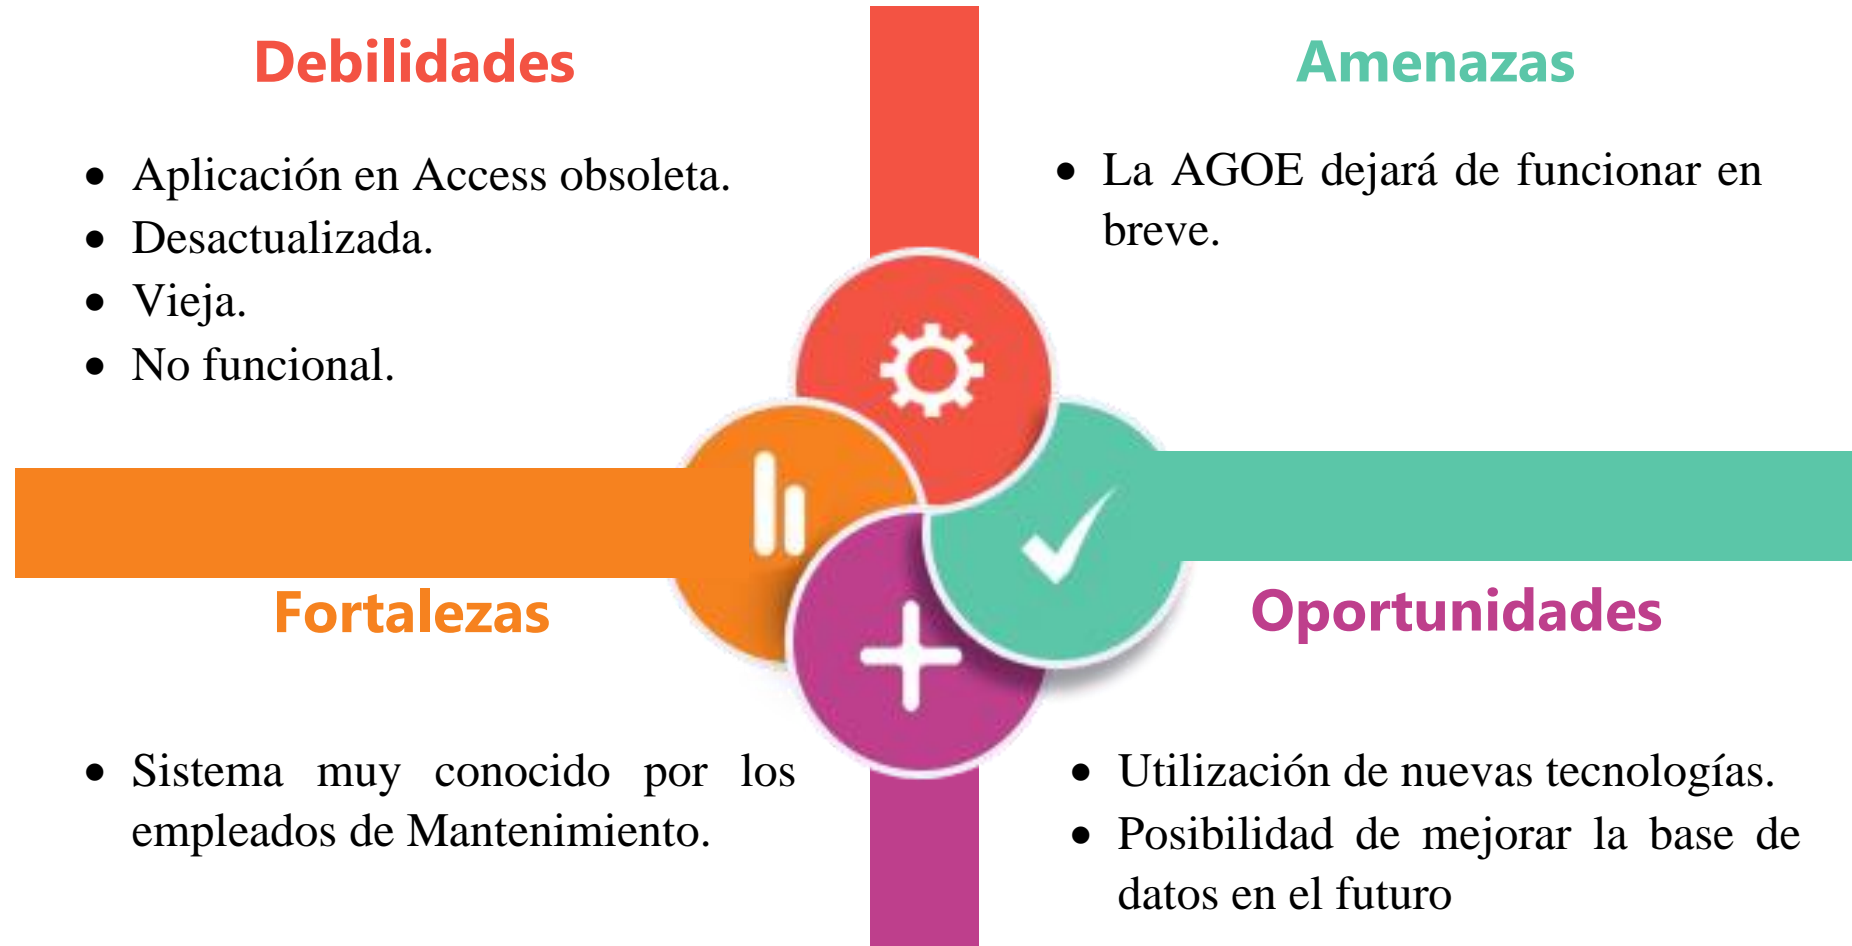 Debilidades
• Aplicación en Access obsoleta.
• Desactualizada.
• Vieja.
• No funcional.
Amenazas
• La AGOE dejará de funcionar en
breve.
Fortalezas
• Sistema muy conocido por los
empleados de Mantenimiento.
Oportunidades
• Utilización de nuevas tecnologías.
• Posibilidad de mejorar la base de
datos en el futuro